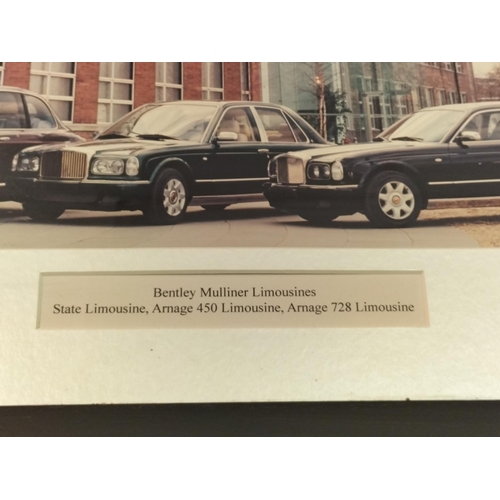 Bentley Mulliner Limousines
State Limousine, Arnage 450 Limousine, Arnage 728 Limousine